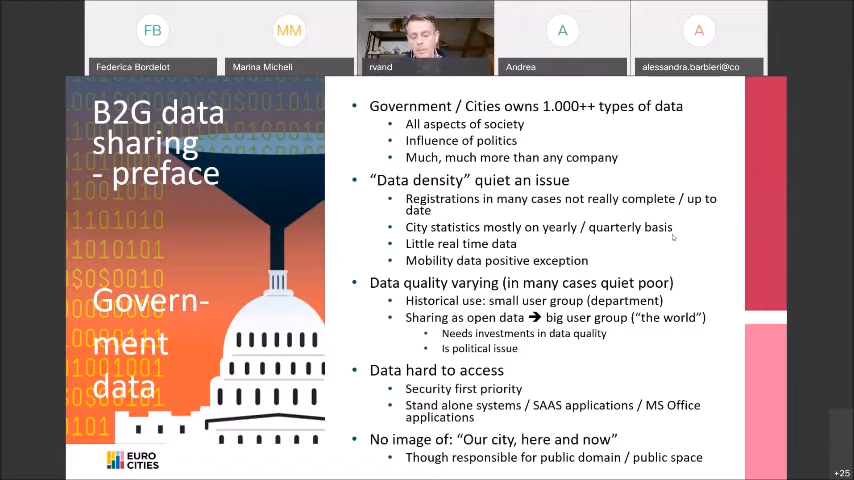 FB
MM
A
A
Federica Bordelot
Marina Micheli
rvand
Andrea
alessandra.barbieri@co
B2G data
sharing
- preface
Govern-
ment
data
• Government / Cities owns 1.000++ types of data
• All aspects of society
• Influence of politics
• Much, much more than any company
• “Data density” quiet an issue
• Registrations in many cases not really complete / up to
date
• City statistics mostly on yearly / quarterly basis
• Little real time data
• Mobility data positive exception
• Data quality varying (in many cases quiet poor)
• Historical use: small user group (department)
• Sharing as open data ➔ big user group (“the world”)
• Needs investments in data quality
• Is political issue
• Data hard to access
• Security first priority
• Stand alone systems / SAAS applications / MS Office
applications
• No image of: “Our city, here and now”
• Though responsible for public domain / public space
EURO
CITIES
+25